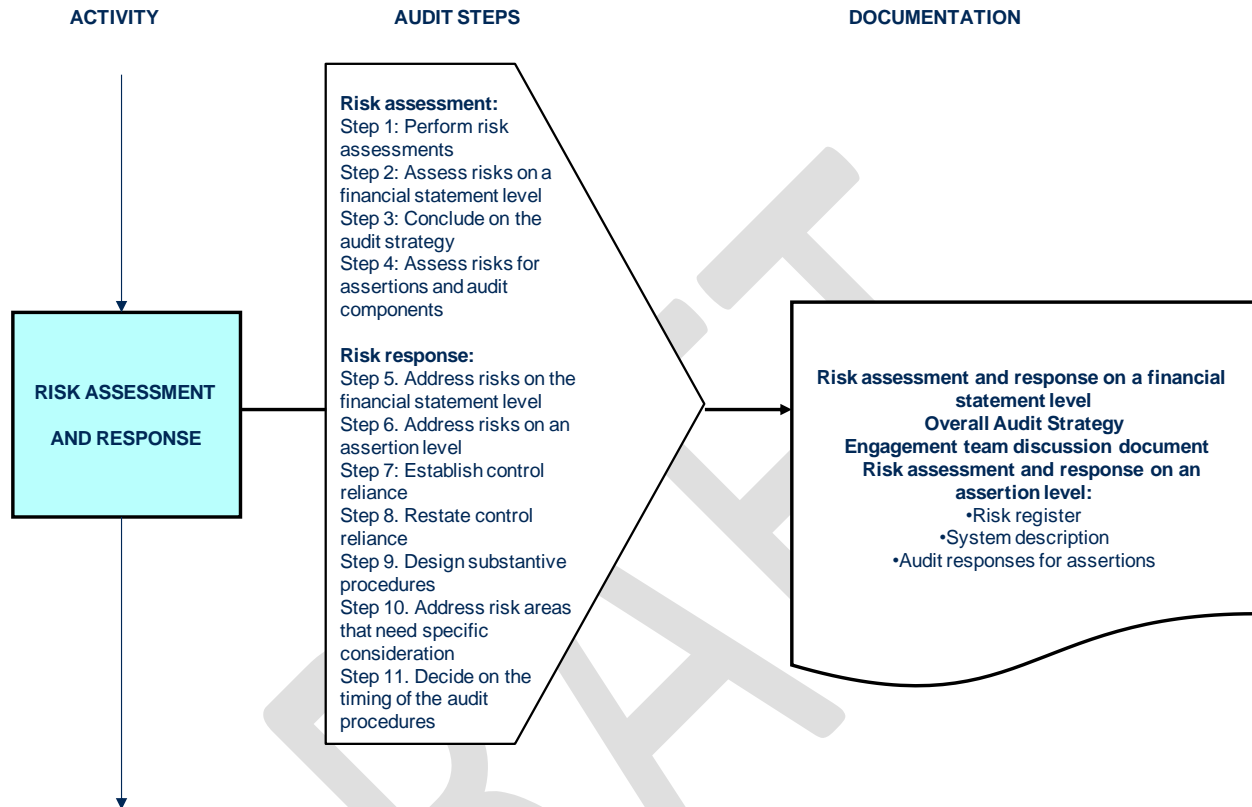 ACTIVITY
AUDIT STEPS
DOCUMENTATION
RISK ASSESSMENT
AND RESPONSE
Risk assessment:
Step 1: Perform risk
assessments
Step 2: Assess risks on a
financial statement level
Step 3: Conclude on the
audit strategy
Step 4: Assess risks for
assertions and audit
components
Risk response:
Step 5. Address risks on the
financial statement level
Step 6. Address risks on an
assertion level
Step 7: Establish control
reliance
Step 8. Restate control
reliance
Step 9. Design substantive
procedures
Step 10. Address risk areas
that need specific
consideration
Step 11. Decide on the
timing of the audit
procedures
Risk assessment and response on a financial
statement level
Overall Audit Strategy
Engagement team discussion document
Risk assessment and response on an
assertion level:
•Risk register
•System description
•Audit responses for assertions
DRAFT